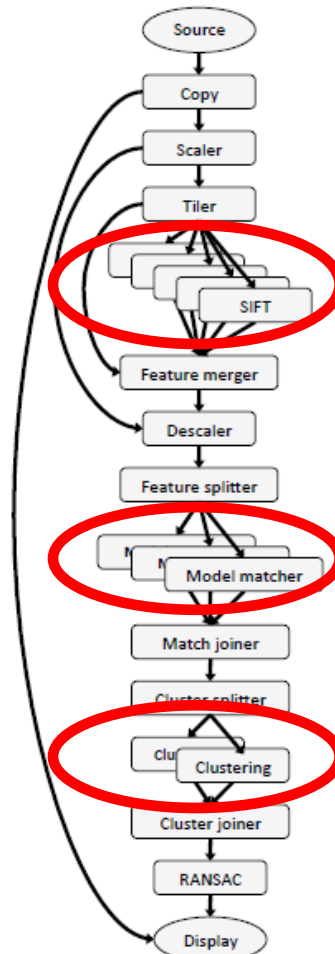 Source
Copy
Scaler
Tiler
SIFT
Feature merger
Descaler
Feature splitter
Model matcher
Match joiner
Cluster splitter
Clustering
Cluster joiner
RANSAC
Display